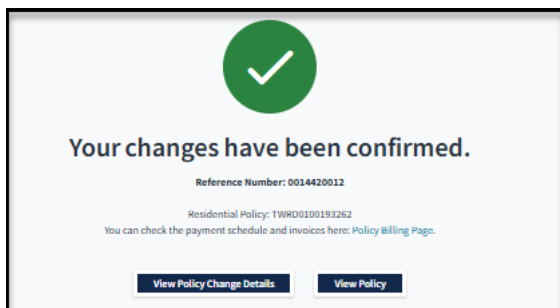 Your changes have been confirmed.
Reference Number: 0014420012
Residential Policy: TWRD0100193262
You can check the payment schedule and invoices here: Policy Billing Page.
View Policy Change Details
View Policy